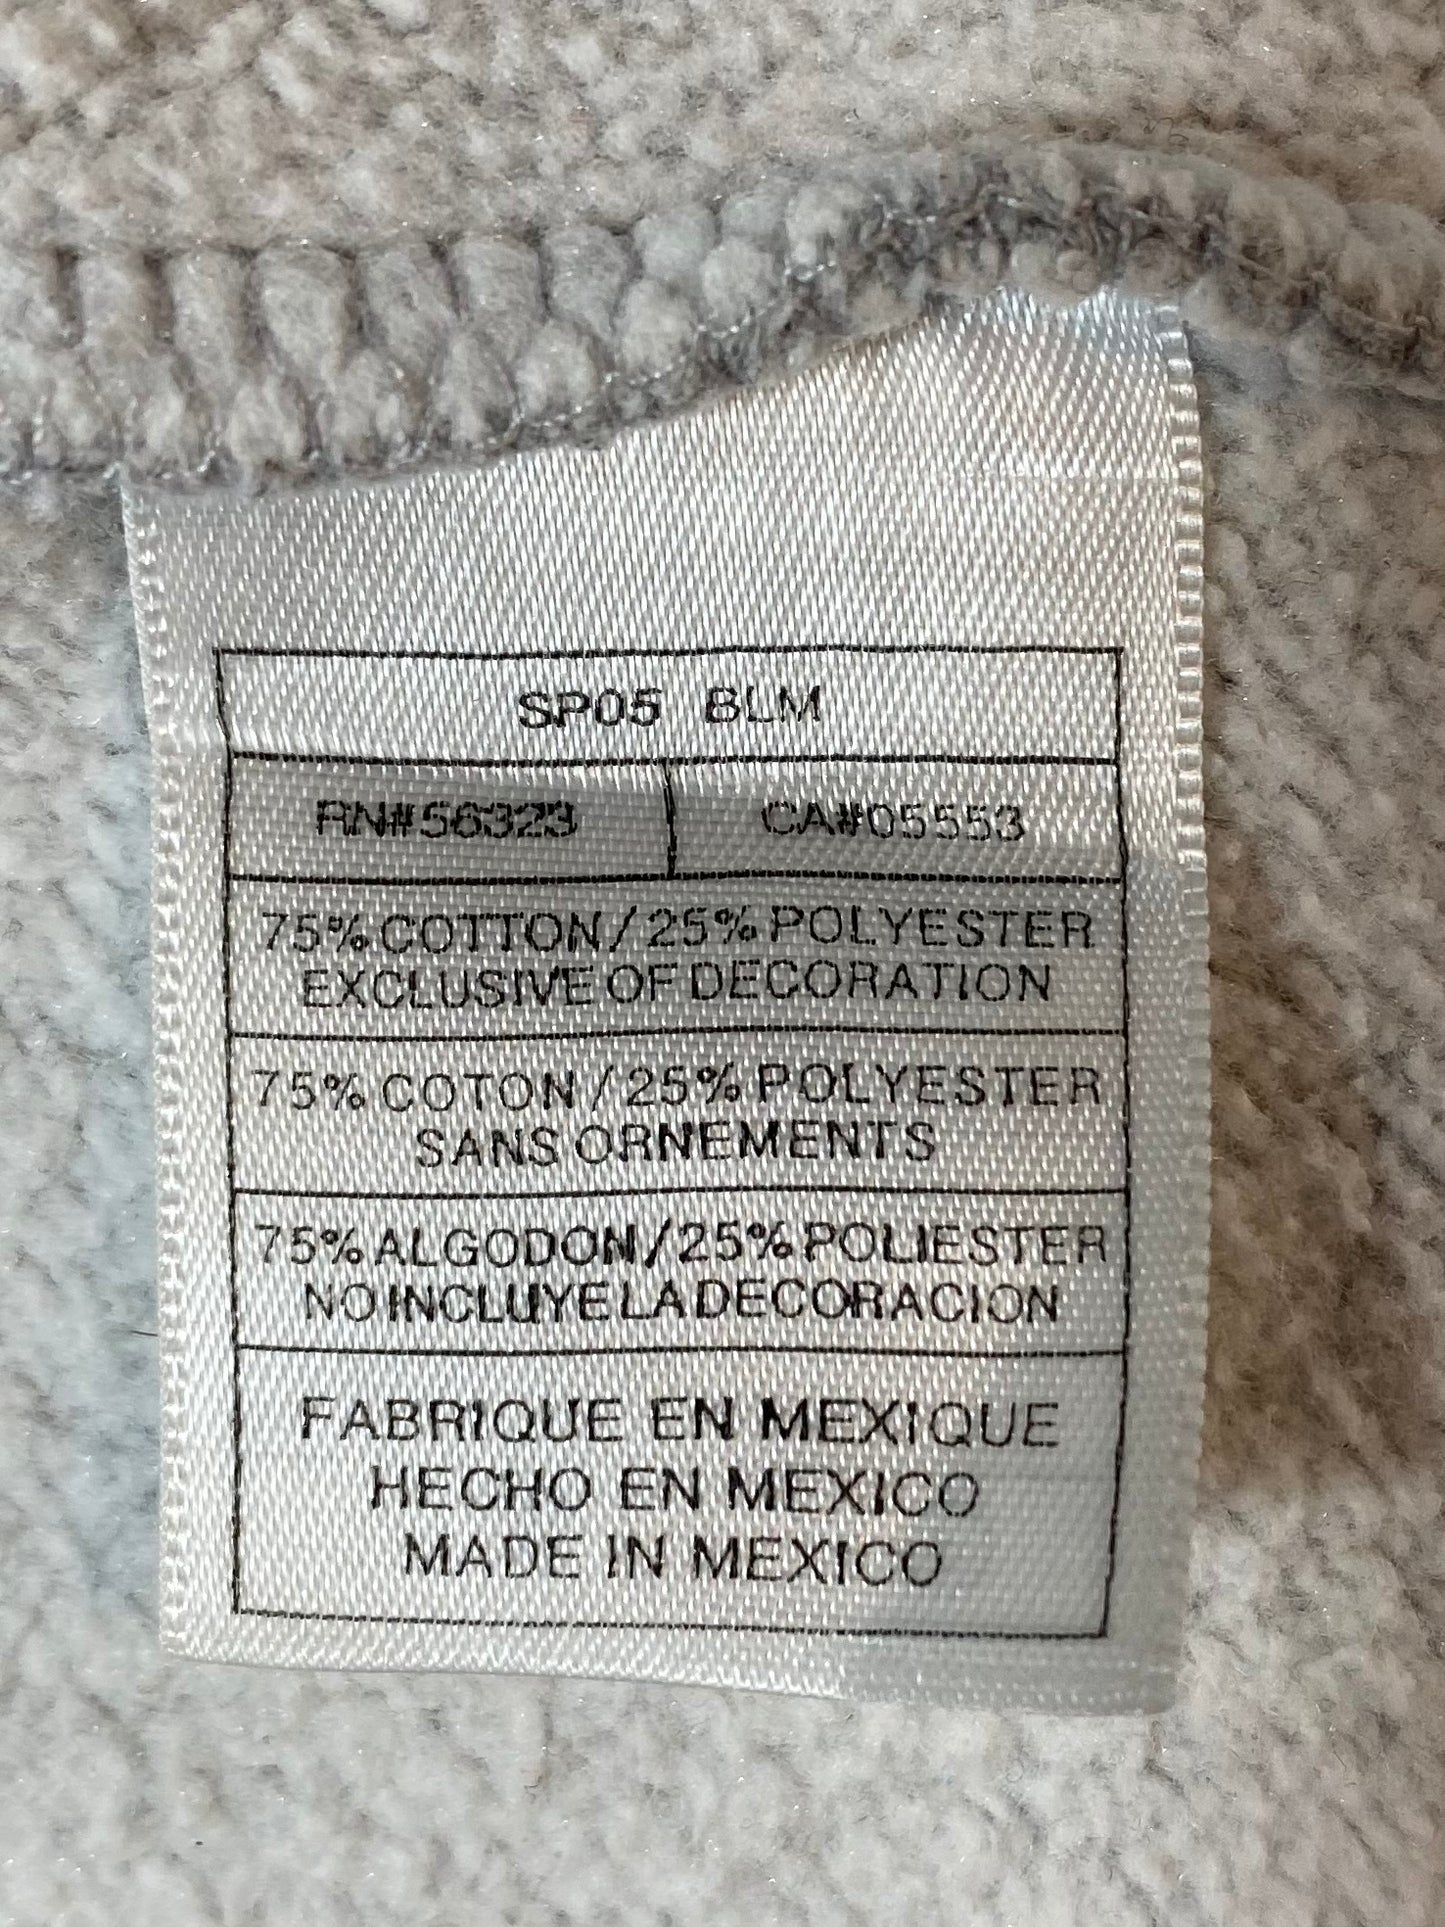 SP05 BLM
RN#56323 CA#05553
75% COTTON / 25% POLYESTER
EXCLUSIVE OF DECORATION
75% COTON / 25% POLYESTER
SANS ORNEMENTS
75% ALGODON / 25% POLIESTER
NO INCLUYE LA DECORACION
FABRIQUE EN MEXIQUE
HECHO EN MEXICO
MADE IN MEXICO